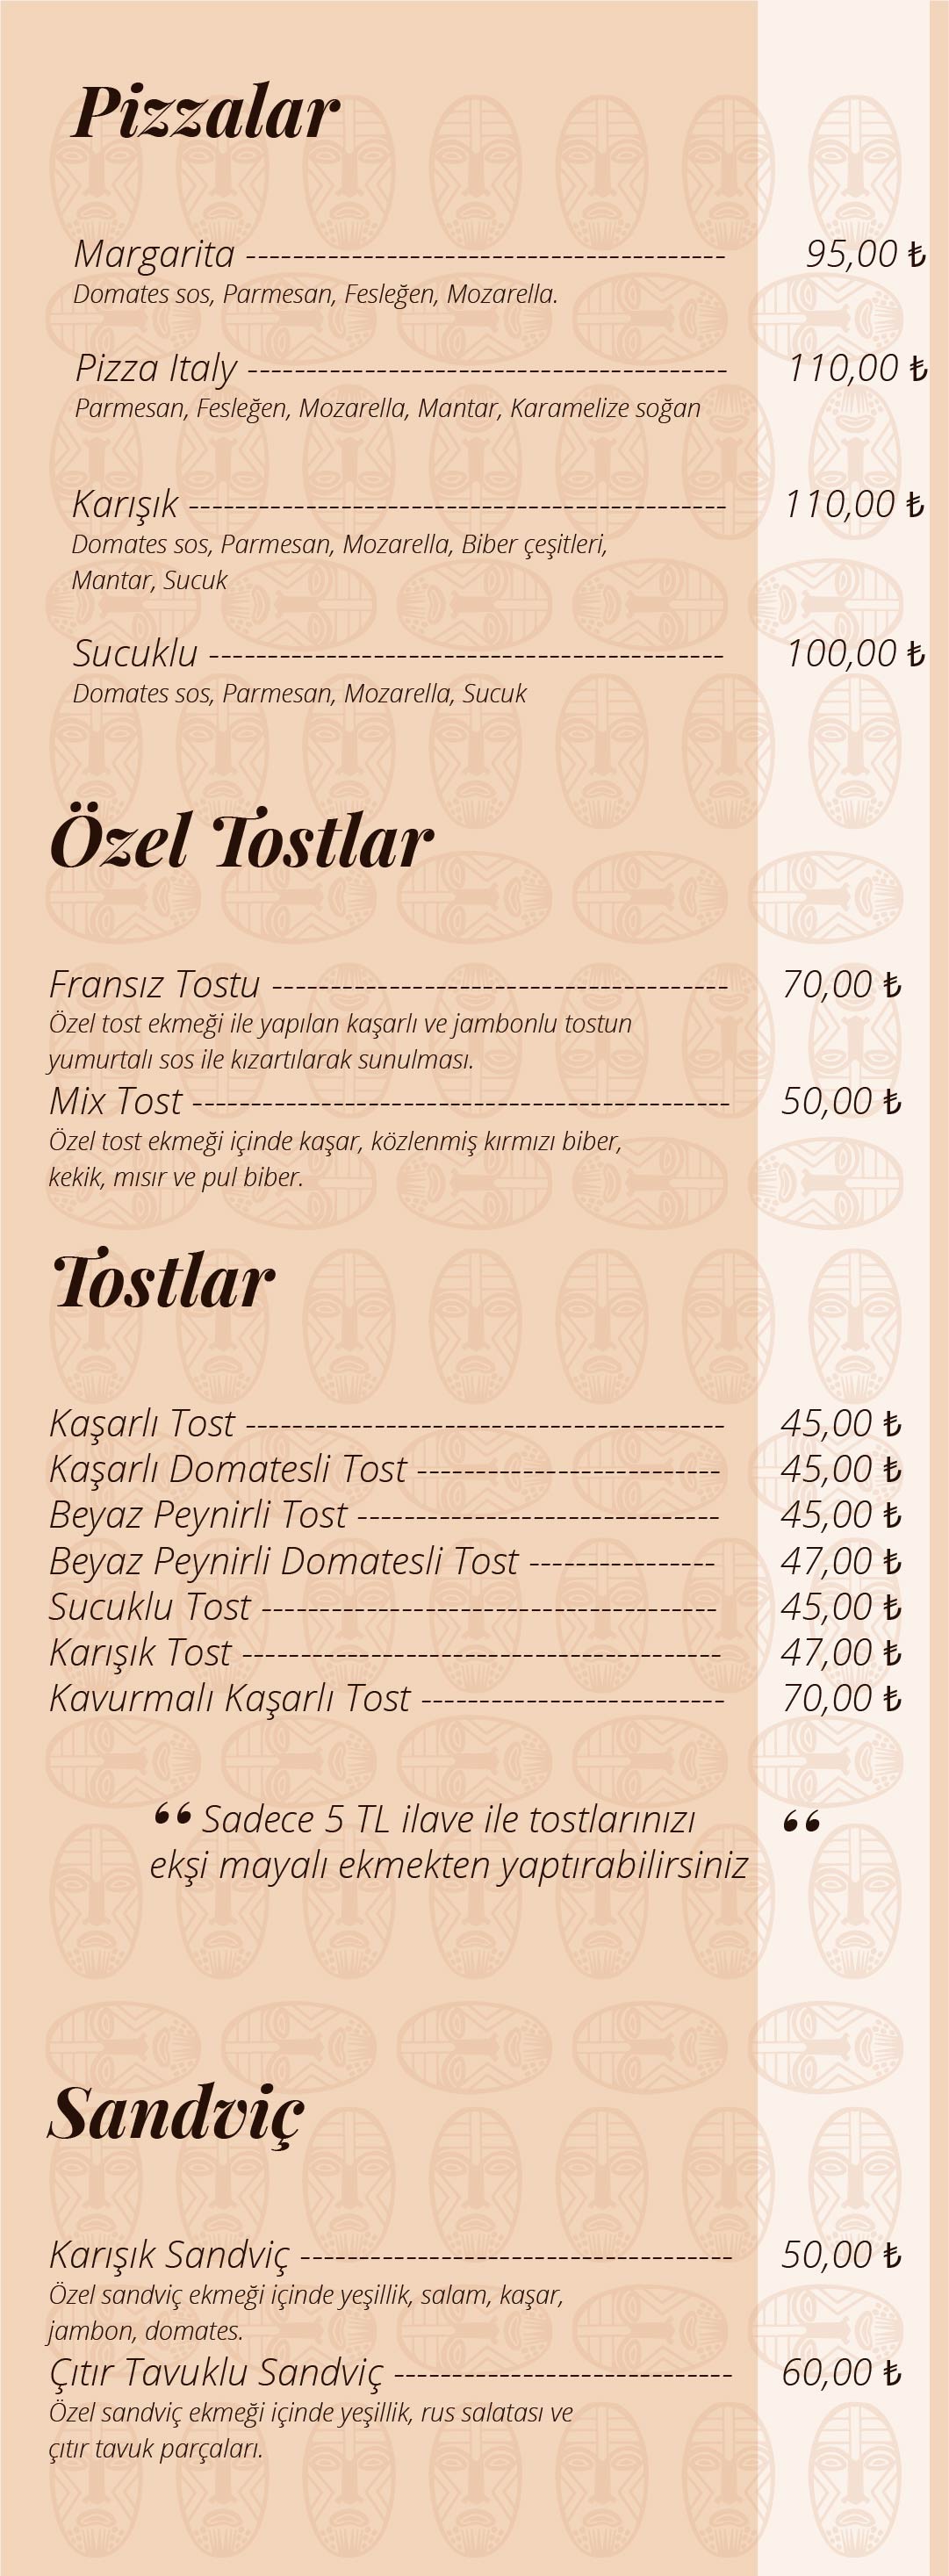 Pizzalar
Margarita ----------------------------------------- 95,00 ₺
Domates sos, Parmesan, Fesleğen, Mozarella.
Pizza Italy ----------------------------------------- 110,00 ₺
Parmesan, Fesleğen, Mozarella, Mantar, Karamelize soğan
Karışık ---------------------------------------------- 110,00 ₺
Domates sos, Parmesan, Mozarella, Biber çeşitleri,
Mantar, Sucuk
Sucuklu -------------------------------------------- 100,00 ₺
Domates sos, Parmesan, Mozarella, Sucuk
Özel Tostlar
Fransız Tostu --------------------------------------- 70,00 ₺
Özel tost ekmeği ile yapılan kaşarlı ve jambonlu tostun
yumurtalı sos ile kızartılarak sunulması.
Mix Tost ---------------------------------------------- 50,00 ₺
Özel tost ekmeği içinde kaşar, közlenmiş kırmızı biber,
kekik, mısır ve pul biber.
Tostlar
Kaşarlı Tost ----------------------------------------- 45,00 ₺
Kaşarlı Domatesli Tost -------------------------- 45,00 ₺
Beyaz Peynirli Tost ------------------------------- 45,00 ₺
Beyaz Peynirli Domatesli Tost ---------------- 47,00 ₺
Sucuklu Tost --------------------------------------- 45,00 ₺
Karışık Tost ----------------------------------------- 47,00 ₺
Kavurmalı Kaşarlı Tost -------------------------- 70,00 ₺
“ Sadece 5 TL ilave ile tostlarınızı “
ekşi mayalı ekmekten yaptırabilirsiniz
Sandviç
Karışık Sandviç ------------------------------------- 50,00 ₺
Özel sandviç ekmeği içinde yeşillik, salam, kaşar,
jambon, domates.
Çıtır Tavuklu Sandviç ----------------------------- 60,00 ₺
Özel sandviç ekmeği içinde yeşillik, rus salatası ve
çıtır tavuk parçaları.